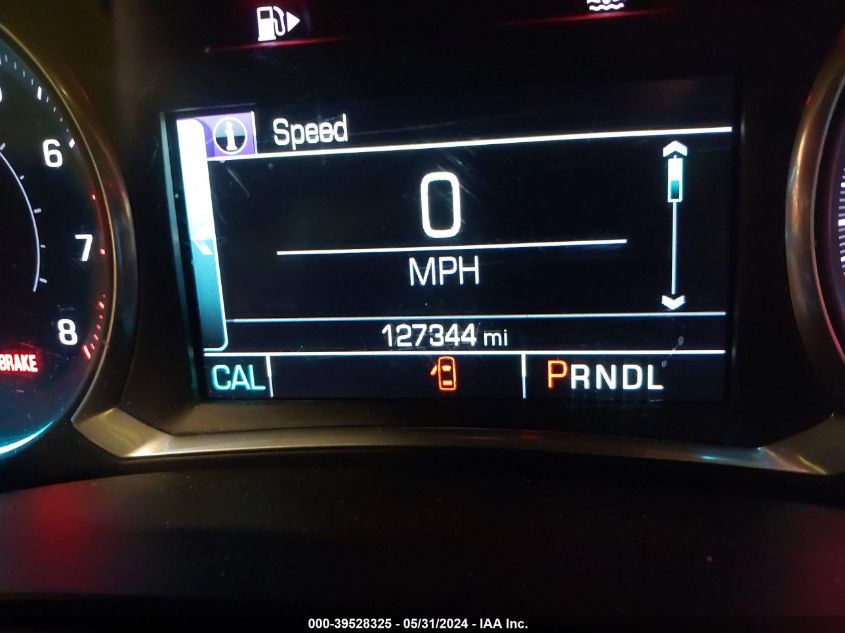 Speed
6
0
7
MPH
8
127344 mi
BRAKE
CAL
PRNDL
000-39528325 - 05/31/2024 - IAA Inc.